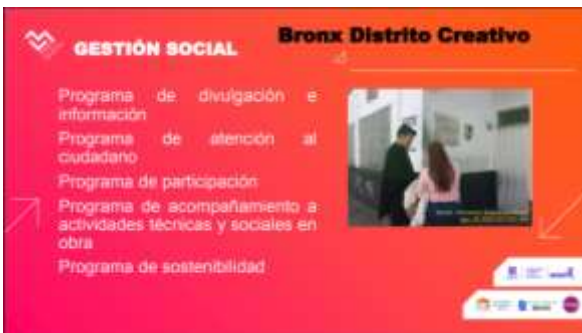 Bronx Distrito Creativo
GESTIÓN SOCIAL
Programa de divulgación e
información
Programa de atención al
ciudadano
Programa de participación
Programa de acompañamiento a
actividades técnicas y sociales en
obra
Programa de sostenibilidad